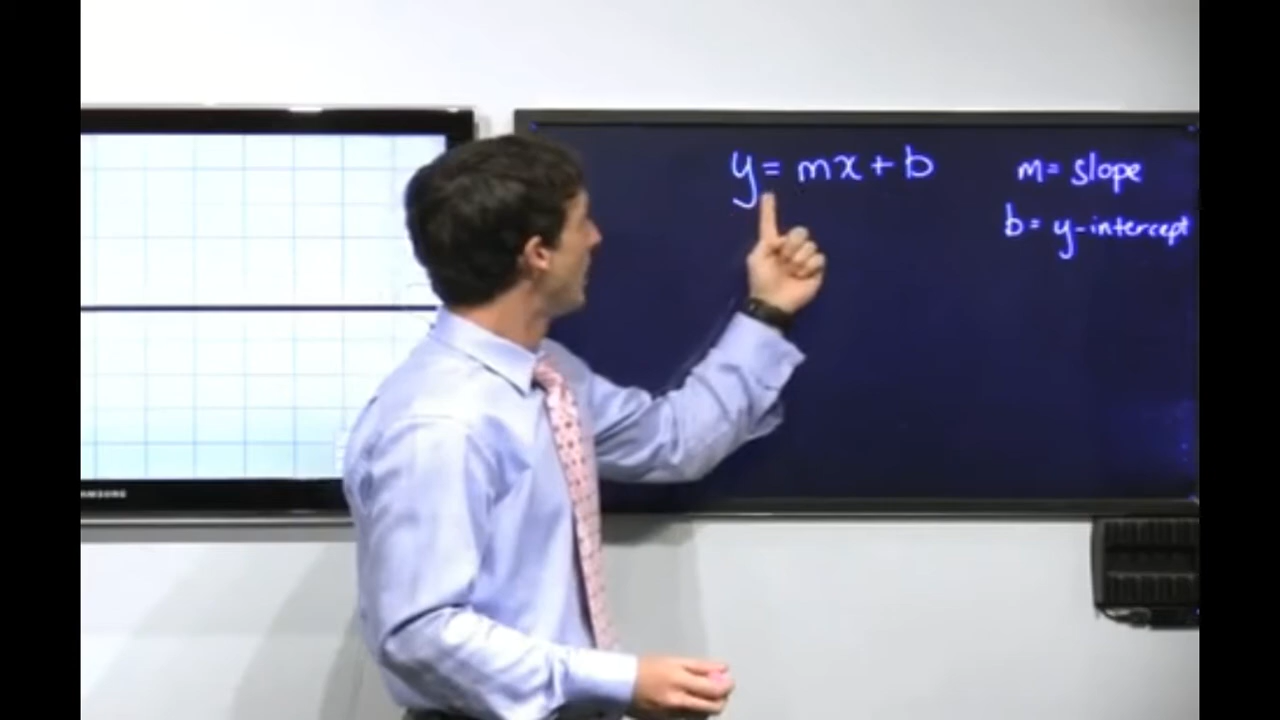 y = mx + b
m = slope
b = y-intercept
SAMSUNG